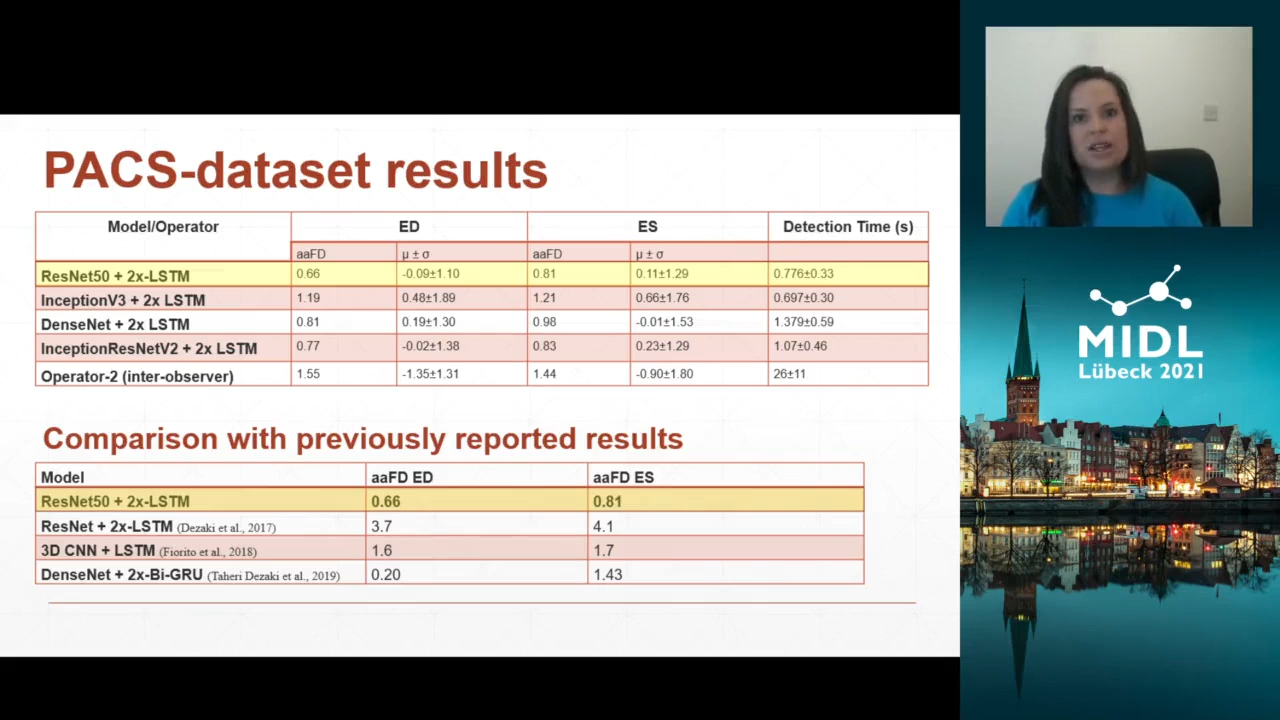 PACS-dataset results
Model/Operator ED ES Detection Time (s)
aaFD μ ± σ aaFD μ ± σ
ResNet50 + 2x-LSTM 0.66 -0.09±1.10 0.81 0.11±1.29 0.776±0.33
InceptionV3 + 2x LSTM 1.19 0.48±1.89 1.21 0.66±1.76 0.697±0.30
DenseNet + 2x LSTM 0.81 0.19±1.30 0.98 -0.01±1.53 1.379±0.59
InceptionResNetV2 + 2x LSTM 0.77 -0.02±1.38 0.83 0.23±1.29 1.07±0.46
Operator-2 (inter-observer) 1.55 -1.35±1.31 1.44 -0.90±1.80 26±11
Comparison with previously reported results
Model aaFD ED aaFD ES
ResNet50 + 2x-LSTM 0.66 0.81
ResNet + 2x-LSTM (Dezaki et al., 2017) 3.7 4.1
3D CNN + LSTM (Fiorito et al., 2018) 1.6 1.7
DenseNet + 2x-Bi-GRU (Taheri Dezaki et al., 2019) 0.20 1.43
MIDL
Lübeck 2021